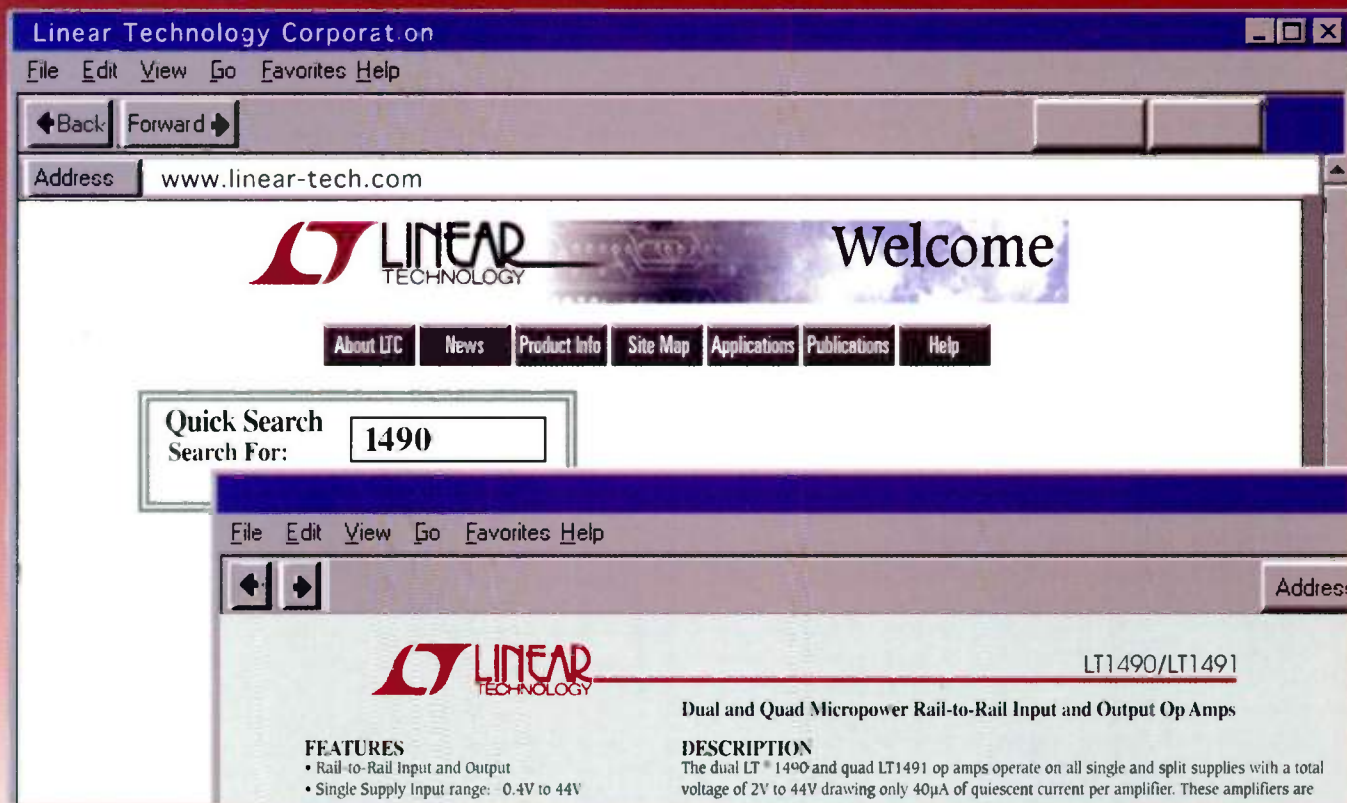 Linear Technology Corporat on
File Edit View Go Favorites Help
Back Forward
Address www.linear-tech.com
LINEAR TECHNOLOGY
Welcome
About LTC News Product Info Site Map Applications Publications Help
Quick Search
Search For: 1490
File Edit View Go Favorites Help
Address
LINEAR TECHNOLOGY
LT1490/LT1491
Dual and Quad Micropower Rail-to-Rail Input and Output Op Amps
FEATURES
• Rail-to-Rail Input and Output
• Single Supply Input range: 0.4V to 44V
DESCRIPTION
The dual LT® 1490 and quad LT1491 op amps operate on all single and split supplies with a total
voltage of 2V to 44V drawing only 40µA of quiescent current per amplifier. These amplifiers are